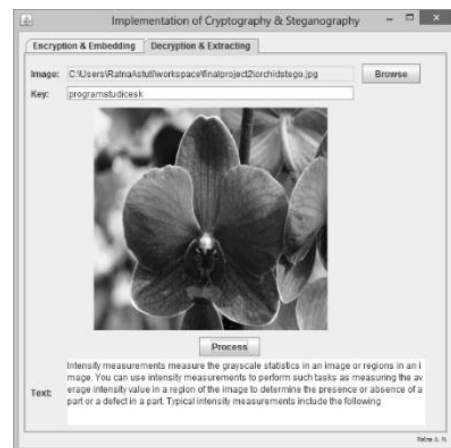 Implementation of Cryptography & Steganography
Encryption & Embedding Decryption & Extracting
Image: C:\Users\RatnaAstuti\workspace\finalproject2\orchidstego.jpg Browse
Key: programstudicesk
Process
Intensity measurements measure the grayscale statistics in an image or regions in an i
mage. You can use intensity measurements to perform such tasks as measuring the av
erage intensity value in a region of the image to determine the presence or absence of a
Text: part or a defect in a part. Typical intensity measurements include the following
Ratna A. N.